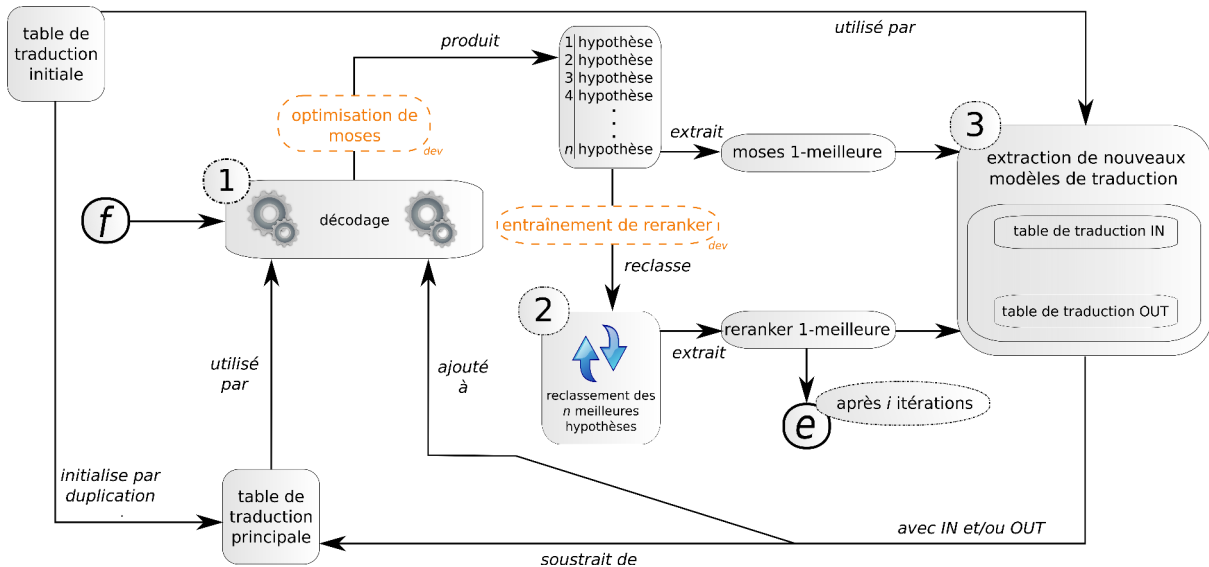 table de
traduction
initiale
utilisé par
produit
1 hypothèse
2 hypothèse
3 hypothèse
4 hypothèse
.
.
.
n hypothèse
optimisation de
moses
dev
extrait
moses 1-meilleure
3
extraction de nouveaux
modèles de traduction
table de traduction IN
table de traduction OUT
1
décodage
f
entraînement de reranker
dev
reclasse
2
reclassement des
n meilleures
hypothèses
extrait
reranker 1-meilleure
e
après i itérations
utilisé
par
ajouté
à
initialise par
duplication
.
table de
traduction
principale
avec IN et/ou OUT
soustrait de